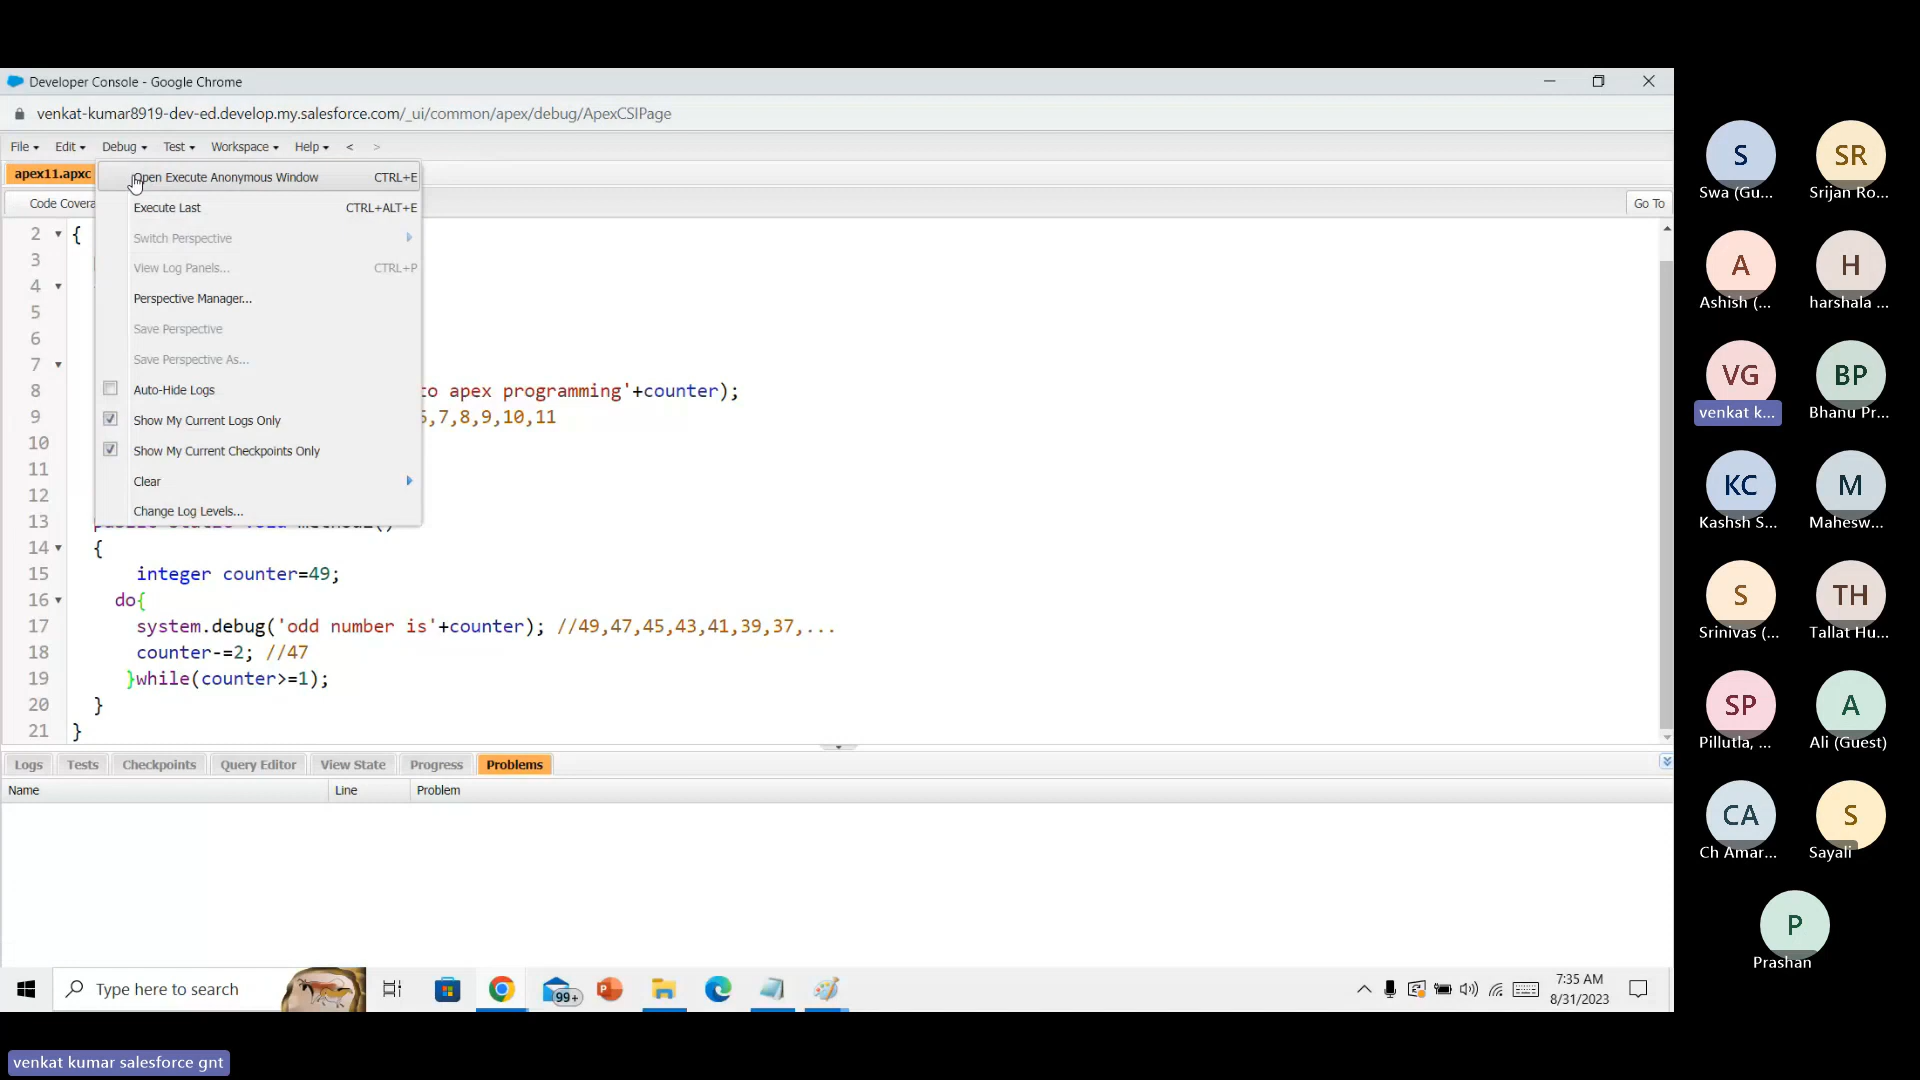 Developer Console - Google Chrome
venkat-kumar8919-dev-ed.develop.my.salesforce.com/_ui/common/apex/debug/ApexCSIPage
File Edit Debug Test Workspace Help < >
apex11.apxc
Code Covera
Go To
Open Execute Anonymous Window CTRL+E
Execute Last CTRL+ALT+E
Switch Perspective
View Log Panels... CTRL+P
Perspective Manager...
Save Perspective
Save Perspective As...
Auto-Hide Logs
Show My Current Logs Only
Show My Current Checkpoints Only
Clear
Change Log Levels...
2 {
3
4
5
6
7
8 to apex programming'+counter);
9 6,7,8,9,10,11
10
11
12
13
14 {
15 integer counter=49;
16 do{
17 system.debug('odd number is'+counter); //49,47,45,43,41,39,37,...
18 counter-=2; //47
19 }while(counter>=1);
20 }
21 }
Logs Tests Checkpoints Query Editor View State Progress Problems
Name Line Problem
Type here to search
99+
7:35 AM
8/31/2023
S
Swa (Gu...
SR
Srijan Ro...
A
Ashish (...
H
harshala ...
VG
venkat k...
BP
Bhanu Pr...
KC
Kashsh S...
M
Mahesw...
S
Srinivas (...
TH
Tallat Hu...
SP
Pillutla, ...
A
Ali (Guest)
CA
Ch Amar...
S
Sayali
P
Prashan
venkat kumar salesforce gnt